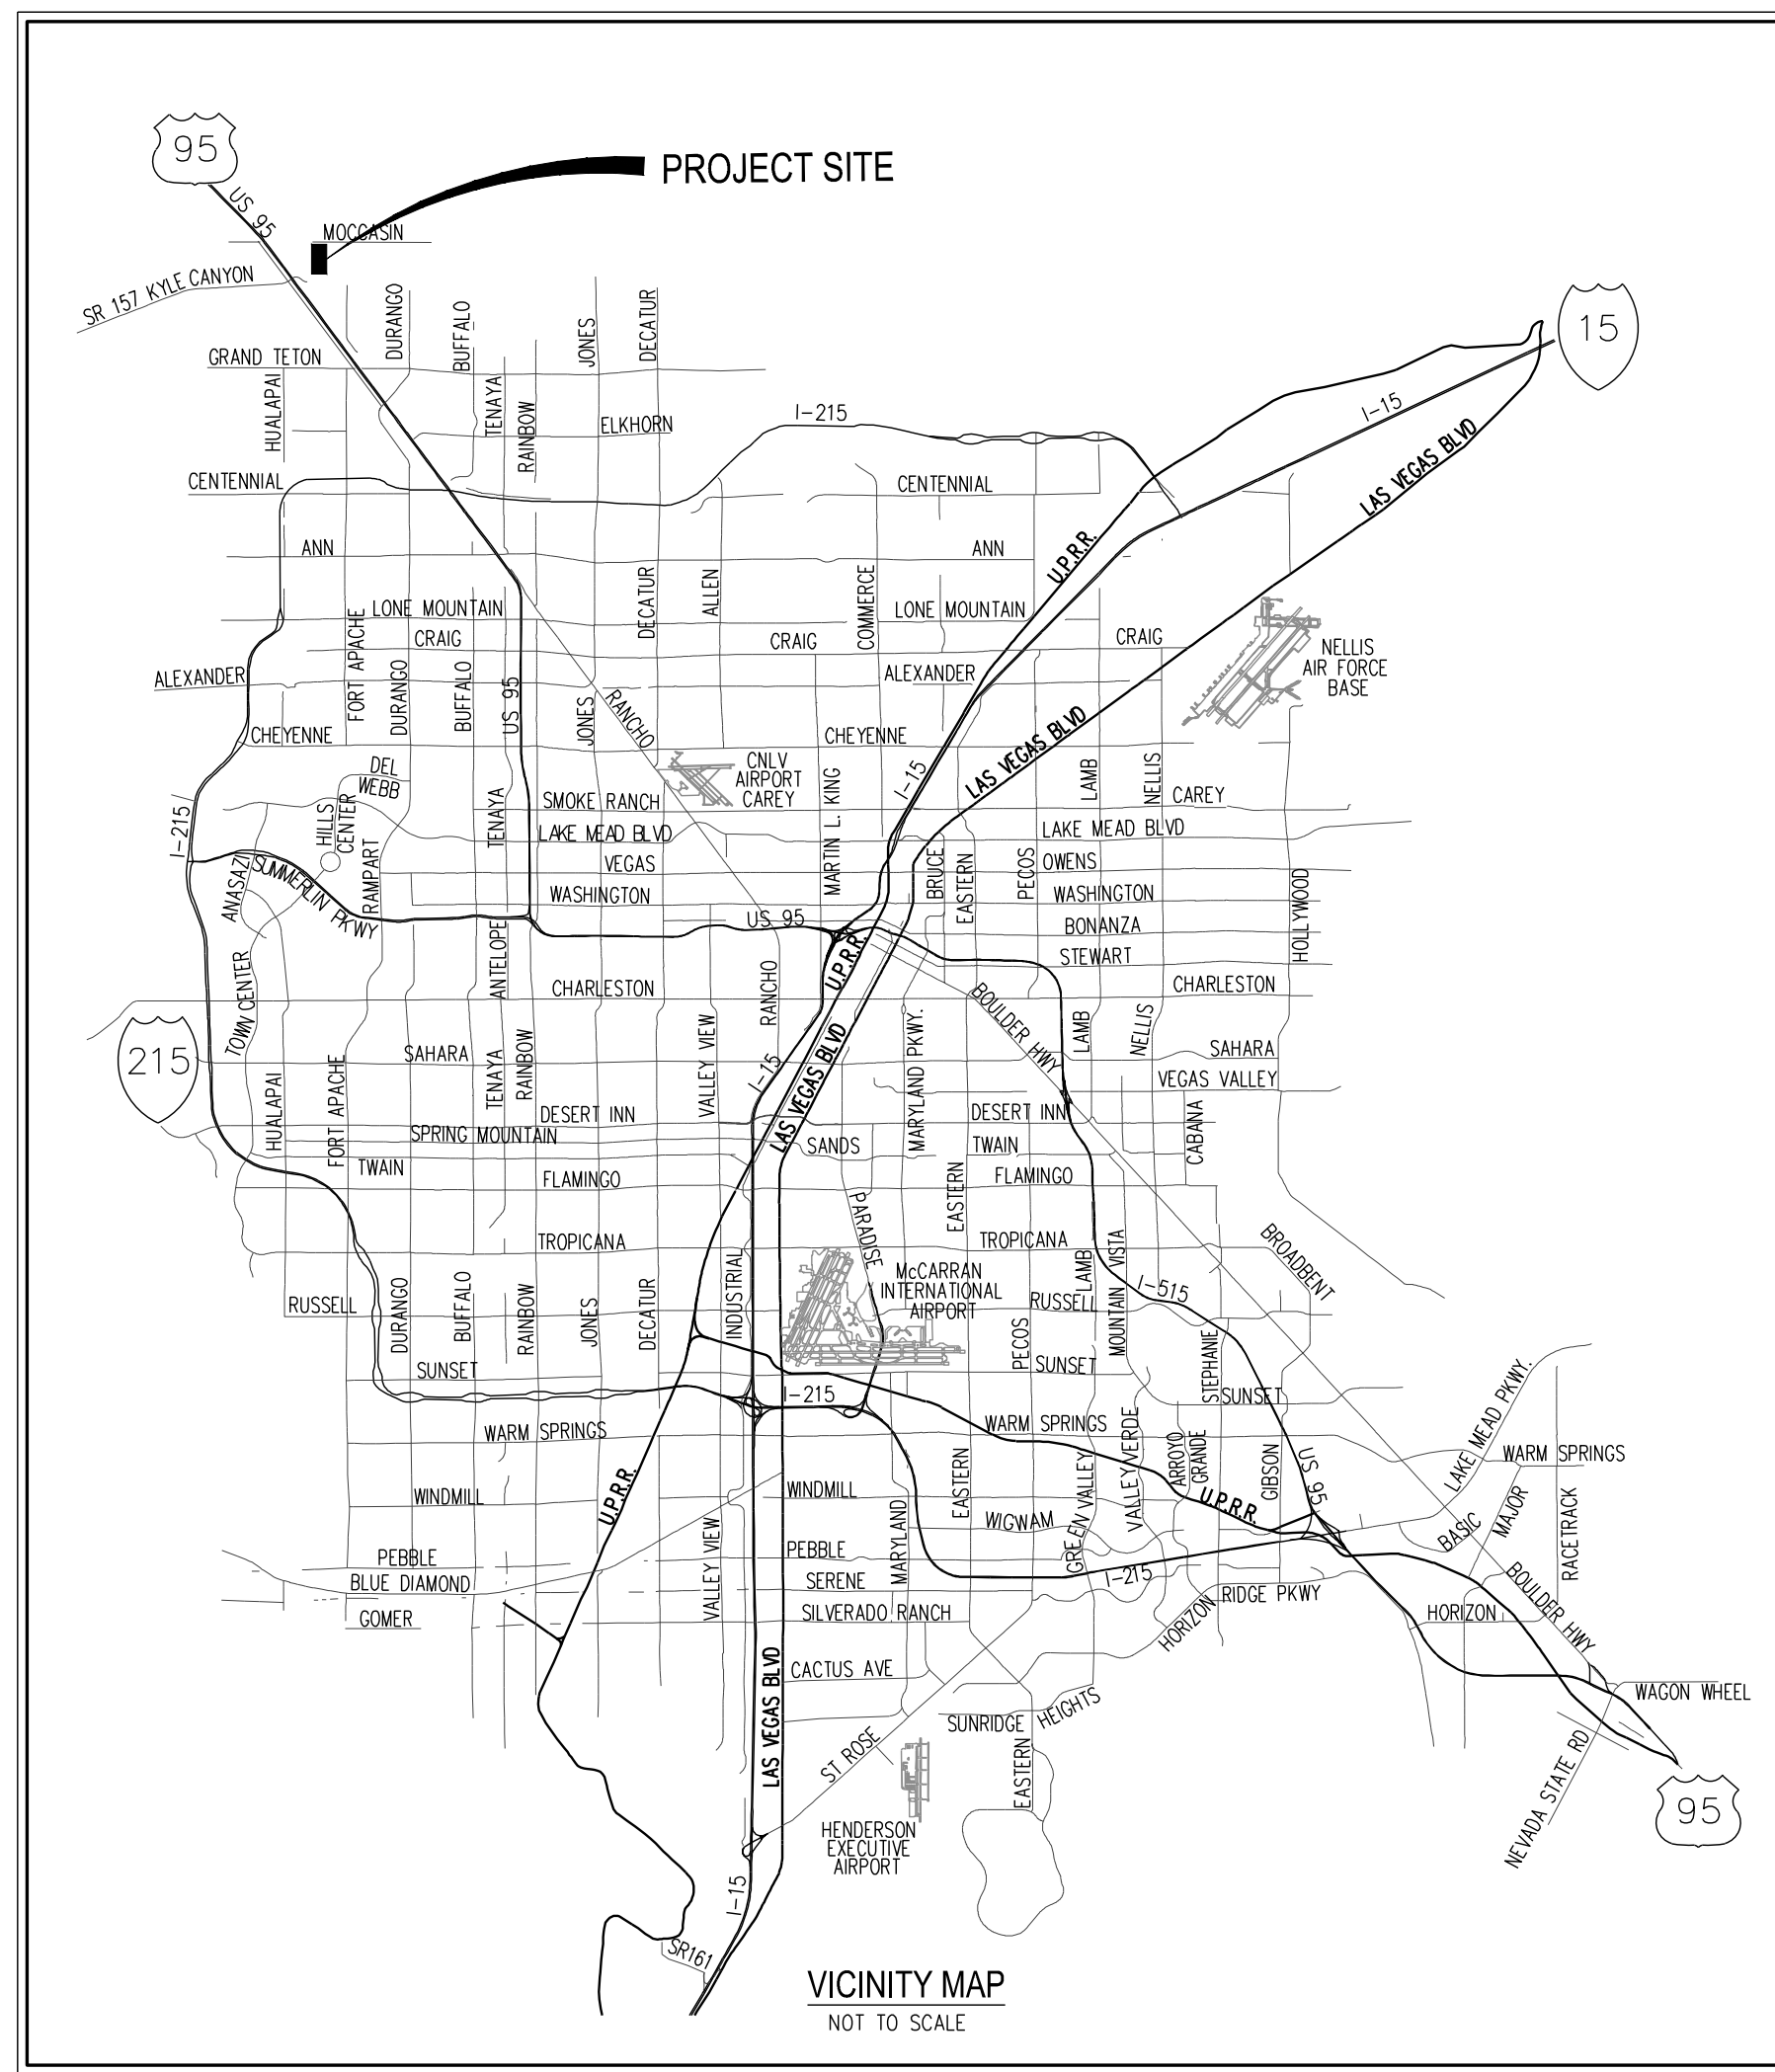 95
PROJECT SITE
US 95
MOCCASIN
SR 157 KYLE CANYON
DURANGO
BUFFALO
JONES
DECATUR
15
GRAND TETON
HUALAPAI
TENAYA
RAINBOW
ELKHORN
I-215
I-15
LAS VEGAS BLVD
CENTENNIAL
CENTENNIAL
ANN
ANN
U.P.R.R.
LONE MOUNTAIN
DECATUR
ALLEN
COMMERCE
LONE MOUNTAIN
FORT APACHE
CRAIG
CRAIG
CRAIG
NELLIS
AIR FORCE
BASE
ALEXANDER
DURANGO
BUFFALO
US 95
JONES
RANCHO
ALEXANDER
CHEYENNE
CHEYENNE
LAS VEGAS BLVD
DEL
WEBB
CNLV
AIRPORT
CAREY
I-15
LAMB
NELLIS
HILLS
CENTER
TENAYA
SMOKE RANCH
MARTIN L. KING
CAREY
I-215
LAKE MEAD BLVD
LAKE MEAD BLVD
ANASAZI
SUMMERLIN PKWY
RAMPART
VEGAS
BRUCE
EASTERN
PECOS
OWENS
WASHINGTON
WASHINGTON
HOLLYWOOD
US 95
BONANZA
ANTELOPE
U.P.R.R.
STEWART
TOWN CENTER
CHARLESTON
RANCHO
BOULDER HWY
CHARLESTON
215
SAHARA
TENAYA
RAINBOW
VALLEY VIEW
I-15
LAS VEGAS BLVD
MARYLAND PKWY.
LAMB
NELLIS
SAHARA
VEGAS VALLEY
HUALAPAI
FORT APACHE
DESERT INN
DESERT INN
SPRING MOUNTAIN
SANDS
TWAIN
CABANA
TWAIN
FLAMINGO
FLAMINGO
PARADISE
EASTERN
TROPICANA
TROPICANA
BROADBENT
INDUSTRIAL
McCARRAN
INTERNATIONAL
AIRPORT
LAMB
MOUNTAIN VISTA
I-515
RUSSELL
RUSSELL
DURANGO
BUFFALO
RAINBOW
JONES
DECATUR
PECOS
STEPHANIE
SUNSET
SUNSET
SUNSET
I-215
LAKE MEAD PKWY.
WARM SPRINGS
WARM SPRINGS
WARM SPRINGS
VALLEY VERDE
ARROYO
GRANDE
GIBSON
US 95
U.P.R.R.
WINDMILL
WINDMILL
EASTERN
GREEN VALLEY
U.P.R.R.
MAJOR
RACETRACK
VALLEY VIEW
MARYLAND
WIGWAM
BASIC
PEBBLE
PEBBLE
BLUE DIAMOND
SERENE
I-215
RIDGE PKWY
BOULDER HWY
GOMER
SILVERADO RANCH
HORIZON
HORIZON
LAS VEGAS BLVD
CACTUS AVE
SUNRIDGE
HEIGHTS
WAGON WHEEL
ST ROSE
EASTERN
NEVADA STATE RD
95
HENDERSON
EXECUTIVE
AIRPORT
I-15
SR161
VICINITY MAP
NOT TO SCALE